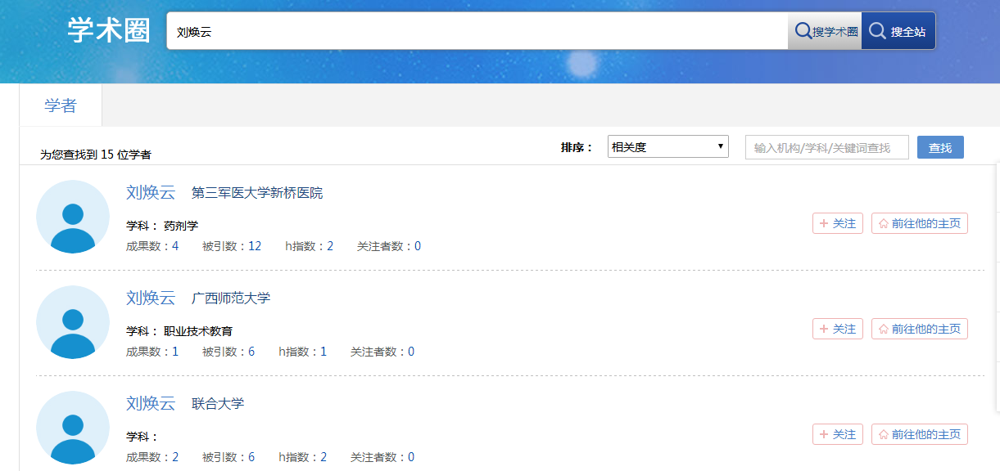 学术圈
刘焕云
搜学术圈
搜全站
学者
为您查找到 15 位学者
排序：
相关度
输入机构/学科/关键词查找
查找
刘焕云 第三军医大学新桥医院
学科： 药剂学
成果数：4 被引数：12 h指数：2 关注者数：0
+ 关注
前往他的主页
刘焕云 广西师范大学
学科： 职业技术教育
成果数：1 被引数：6 h指数：1 关注者数：0
+ 关注
前往他的主页
刘焕云 联合大学
学科：
成果数：2 被引数：6 h指数：2 关注者数：0
+ 关注
前往他的主页